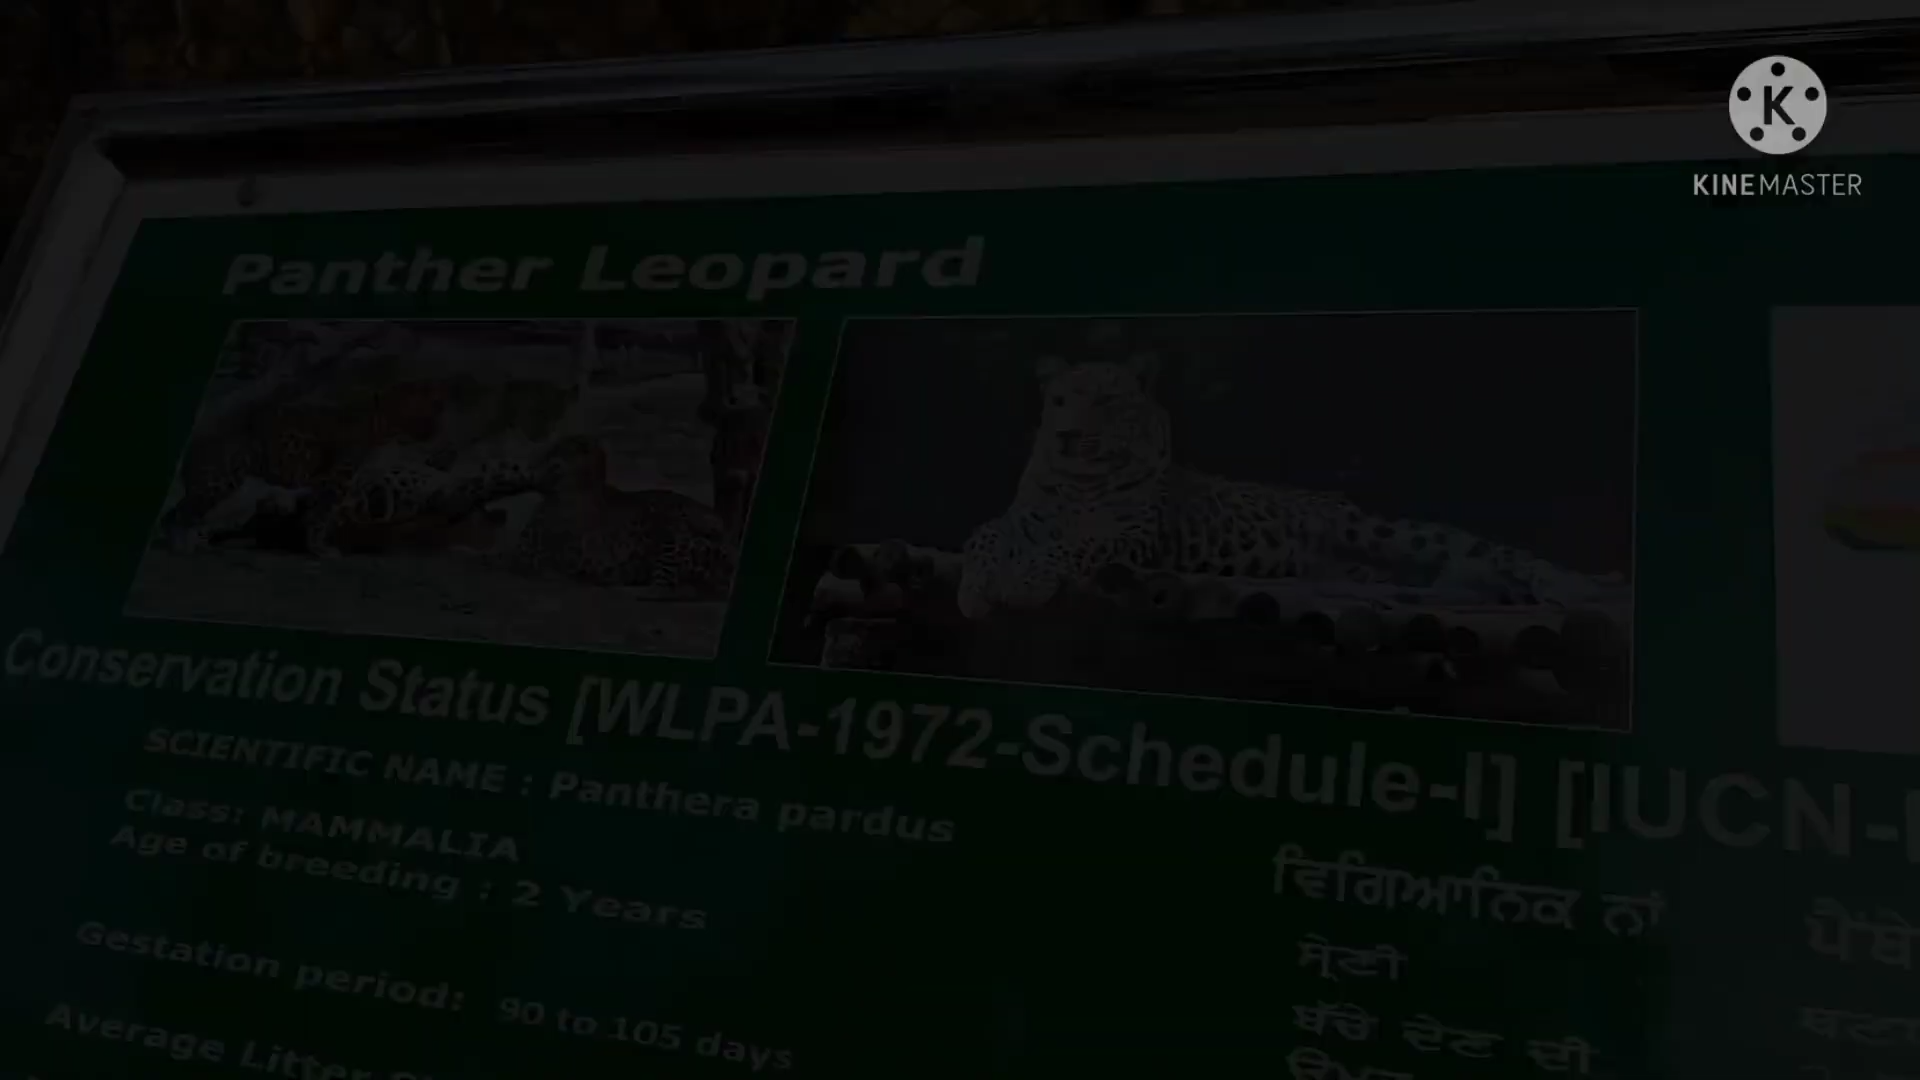 K
KINEMASTER
Panther Leopard
Conservation Status [WLPA-1972-Schedule-I] [IUCN-
SCIENTIFIC NAME : Panthera pardus
Class: MAMMALIA
Age of breeding : 2 Years
Gestation period: 90 to 105 days
Average Litter
ਵਿਗਿਆਨਿਕ ਨਾਂ
ਸ਼੍ਰੇਣੀ
ਬੱਚੇ ਦੇਣ ਦੀ